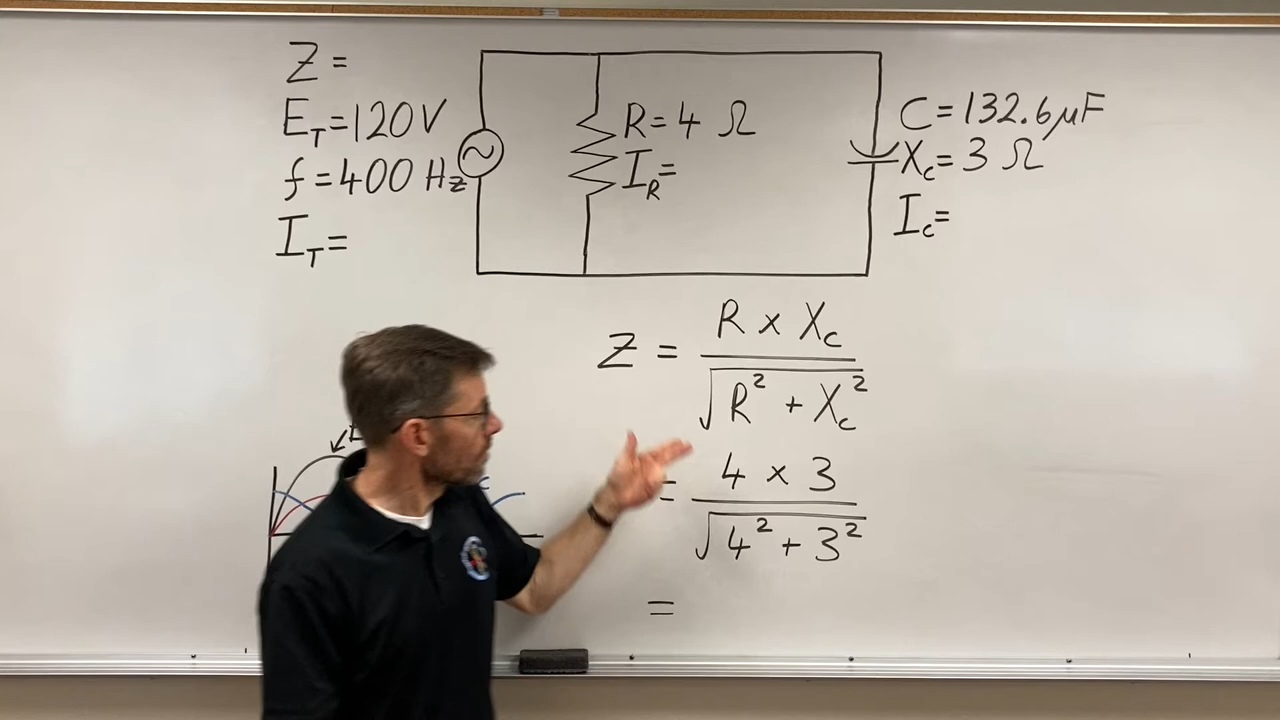 Z =
E_T = 120 V
f = 400 Hz
I_T =
R = 4 Ω
I_R =
C = 132.6 μF
X_C = 3 Ω
I_C =
Z = R × X_C / √(R² + X_C²)
= 4 × 3 / √(4² + 3²)
=